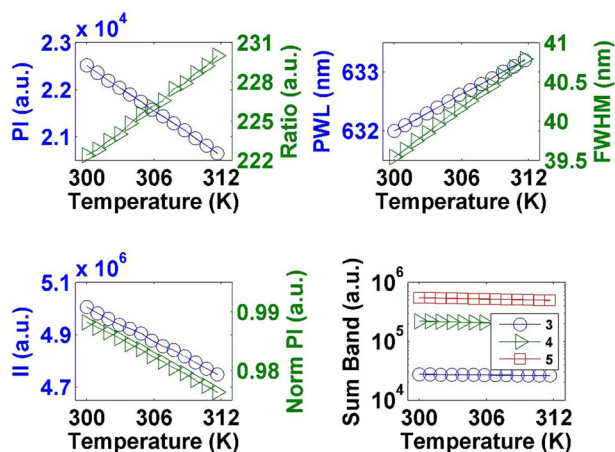 x 10^4
2.3
2.2
2.1
PI (a.u.)
231
228
225
222
Ratio (a.u.)
300 306 312
Temperature (K)
633
632
PWL (nm)
41
40.5
40
39.5
FWHM (nm)
300 306 312
Temperature (K)
x 10^6
5.1
4.9
4.7
II (a.u.)
0.99
0.98
Norm PI (a.u.)
300 306 312
Temperature (K)
10^6
10^5
10^4
Sum Band (a.u.)
3
4
5
300 306 312
Temperature (K)